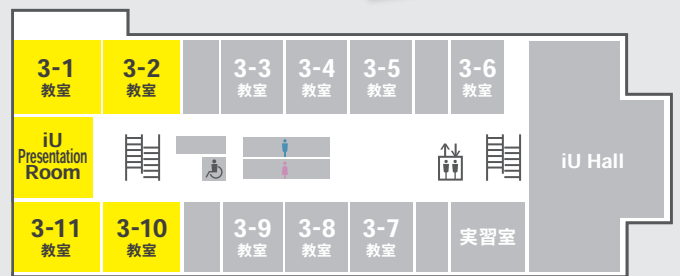 3-1
教室
3-2
教室
3-3
教室
3-4
教室
3-5
教室
3-6
教室
iU
Presentation
Room
iU Hall
3-11
教室
3-10
教室
3-9
教室
3-8
教室
3-7
教室
実習室